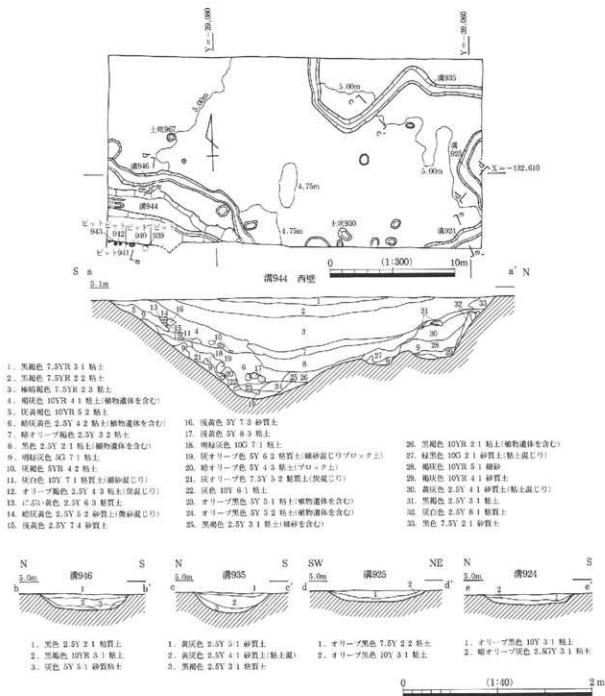 Y=-39,080
Y=-39,060
5.00m
溝935
5.00m
土坑967
溝946
溝925
X=-132,610
5.00m
4.75m
溝944
土坑930
溝924
4.75m
ピット943
ピット942
ピット940
ピット939
ピット941
0 (1:300) 10m
S a
溝944 西壁
a' N
5.1m
1. 黒褐色 7.5YR 3 1 粘土
2. 黒褐色 7.5YR 2 2 粘土
3. 極暗褐色 7.5YR 2 3 粘土
4. 褐灰色 10YR 4 1 粘土(植物遺体を含む)
5. 灰黄褐色 10YR 5 2 粘土
6. 暗灰黄色 2.5Y 4 2 粘土(植物遺体を含む)
7. 暗オリーブ褐色 2.5Y 3 2 粘土
8. 黒色 2.5Y 2 1 粘土(植物遺体を含む)
9. 明緑灰色 5G 7 1 粘土
10. 灰褐色 5YR 4 2 粘土
11. 灰白色 10Y 7 1 粘質土(細砂混じり)
12. オリーブ褐色 2.5Y 4 3 粘土(炭混じり)
13. にぶい黄色 2.5Y 6 3 粘質土
14. 暗灰黄色 2.5Y 5 2 砂質土(微砂混じり)
15. 浅黄色 2.5Y 7 4 砂質土
16. 浅黄色 5Y 7 3 砂質土
17. 浅黄色 5Y 8 3 粘土
18. 明緑灰色 10G 7 1 粘土
19. 灰オリーブ色 5Y 6 2 粘質土(細砂混じりブロック土)
20. 暗オリーブ色 5Y 4 3 粘土(ブロック土)
21. 灰オリーブ色 7.5Y 5 2 粘質土(炭混じり)
22. 灰色 10Y 6 1 粘土
23. オリーブ黒色 5Y 3 1 粘土(植物遺体を含む)
24. オリーブ黒色 5Y 3 2 粘土(植物遺体を含む)
25. 黒褐色 2.5Y 3 1 粘土(細砂を含む)
26. 黒褐色 10YR 2 1 粘土(植物遺体を含む)
27. 緑黒色 10G 2 1 砂質土(粘土混じり)
28. 褐灰色 10YR 5 1 細砂
29. 褐灰色 10YR 4 1 砂質土
30. 黄灰色 2.5Y 4 1 砂質土(粘土混じり)
31. 黒褐色 2.5Y 3 1 粘土
32. 灰白色 2.5Y 8 1 砂質土
33. 黒色 7.5Y 2 1 砂質土
N 溝946 S
5.0m
b b'
1. 黒色 2.5Y 2 1 粘質土
2. 黒褐色 10YR 3 1 粘土
3. 灰色 5Y 5 1 砂質粘土
N 溝935 S
5.0m
c c'
1. 黄灰色 2.5Y 5 1 砂質土
2. 黄灰色 2.5Y 4 1 砂質土(粘土混)
3. 黒褐色 2.5Y 3 1 粘質土
SW 溝925 NE
5.0m
d d'
1. オリーブ黒色 7.5Y 2 2 粘土
2. オリーブ黒色 10Y 3 1 粘土
N 溝924 S
5.0m
e e'
1. オリーブ黒色 10Y 3 1 粘土
2. 暗オリーブ灰色 2.5GY 3 1 粘土
0 (1:40) 2m